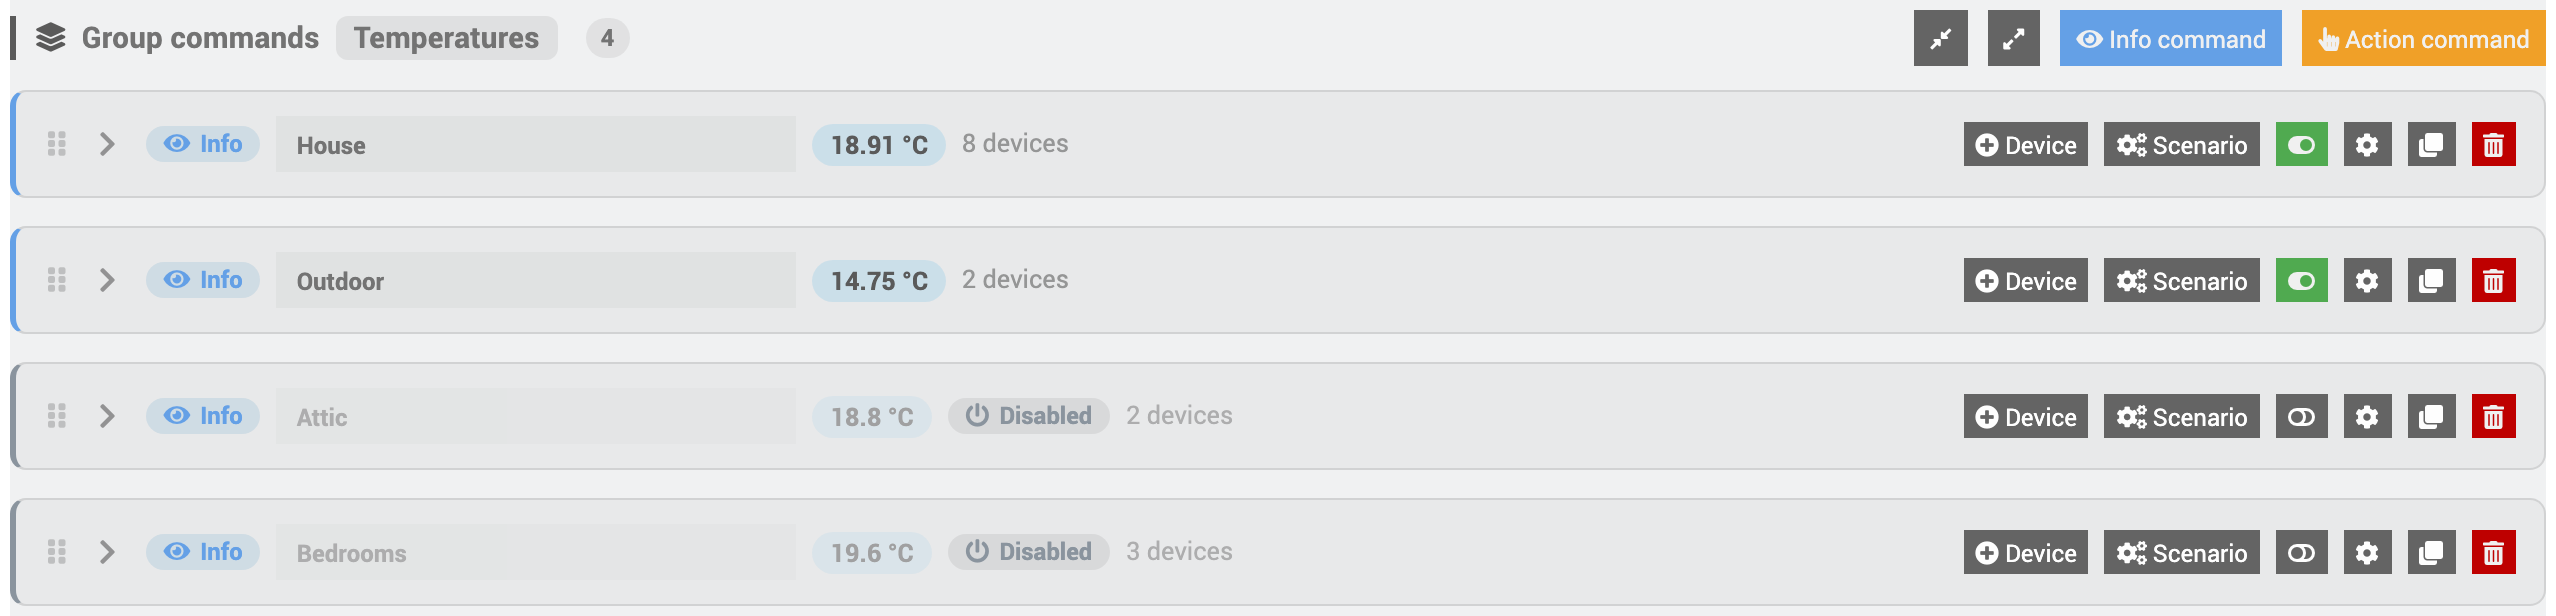 Group commands Temperatures 4 Info command Action command
Info House 18.91 °C 8 devices Device Scenario
Info Outdoor 14.75 °C 2 devices Device Scenario
Info Attic 18.8 °C Disabled 2 devices Device Scenario
Info Bedrooms 19.6 °C Disabled 3 devices Device Scenario